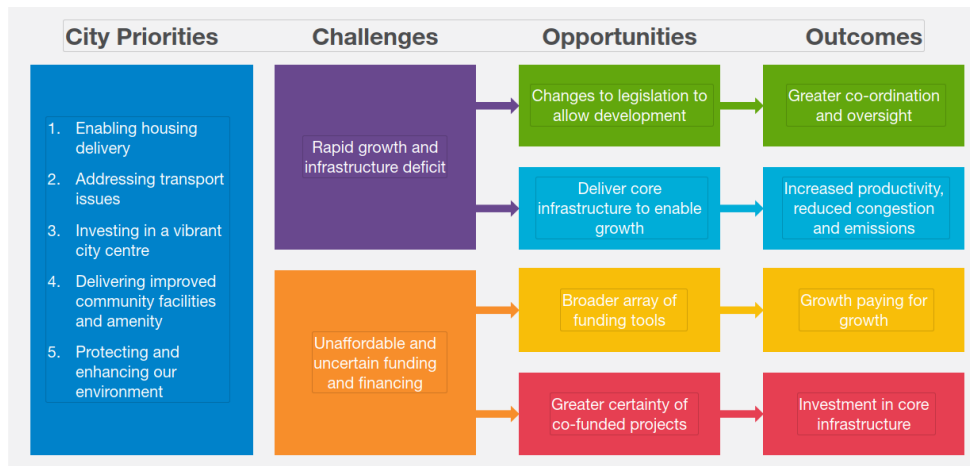 City Priorities
Challenges
Opportunities
Outcomes
1. Enabling housing
delivery
2. Addressing transport
issues
3. Investing in a vibrant
city centre
4. Delivering improved
community facilities
and amenity
5. Protecting and
enhancing our
environment
Rapid growth and
infrastructure deficit
Unaffordable and
uncertain funding
and financing
Changes to legislation to
allow development
Deliver core
infrastructure to enable
growth
Broader array of
funding tools
Greater certainty of
co-funded projects
Greater co-ordination
and oversight
Increased productivity,
reduced congestion
and emissions
Growth paying for
growth
Investment in core
infrastructure